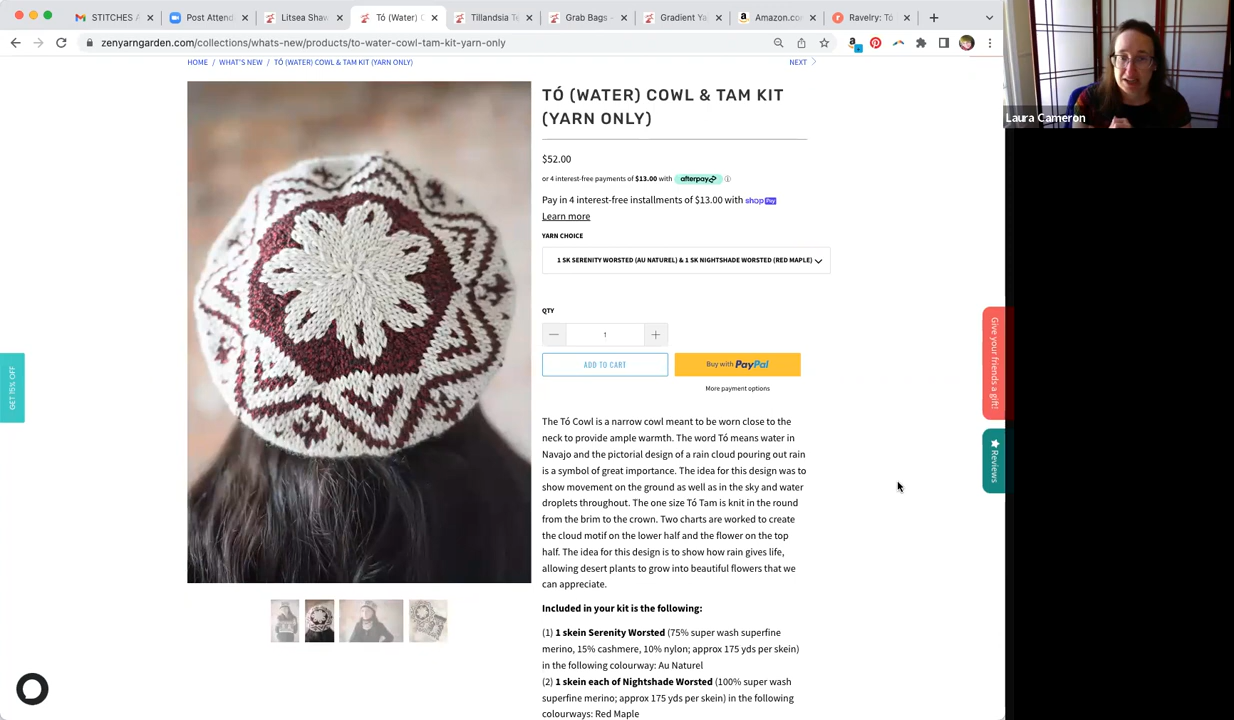 STITCHES A
Post Attend
Litsea Shaw
Tó (Water) C
Tillandsia Te
Grab Bags -
Gradient Ya
Amazon.co
Ravelry: Tó
zenyarngarden.com/collections/whats-new/products/to-water-cowl-tam-kit-yarn-only
Laura Cameron
HOME / WHAT'S NEW / TÓ (WATER) COWL & TAM KIT (YARN ONLY)
NEXT
TÓ (WATER) COWL & TAM KIT
(YARN ONLY)
$52.00
or 4 interest-free payments of $13.00 with afterpay
Pay in 4 interest-free installments of $13.00 with shop Pay
Learn more
YARN CHOICE
1 SK SERENITY WORSTED (AU NATUREL) & 1 SK NIGHTSHADE WORSTED (RED MAPLE)
QTY
1
ADD TO CART
Buy with PayPal
More payment options
GET 15% OFF
Give your friends a gift!
Reviews
The Tó Cowl is a narrow cowl meant to be worn close to the
neck to provide ample warmth. The word Tó means water in
Navajo and the pictorial design of a rain cloud pouring out rain
is a symbol of great importance. The idea for this design was to
show movement on the ground as well as in the sky and water
droplets throughout. The one size Tó Tam is knit in the round
from the brim to the crown. Two charts are worked to create
the cloud motif on the lower half and the flower on the top
half. The idea for this design is to show how rain gives life,
allowing desert plants to grow into beautiful flowers that we
can appreciate.
Included in your kit is the following:
(1) 1 skein Serenity Worsted (75% super wash superfine
merino, 15% cashmere, 10% nylon; approx 175 yds per skein)
in the following colourway: Au Naturel
(2) 1 skein each of Nightshade Worsted (100% super wash
superfine merino; approx 175 yds per skein) in the following
colourways: Red Maple